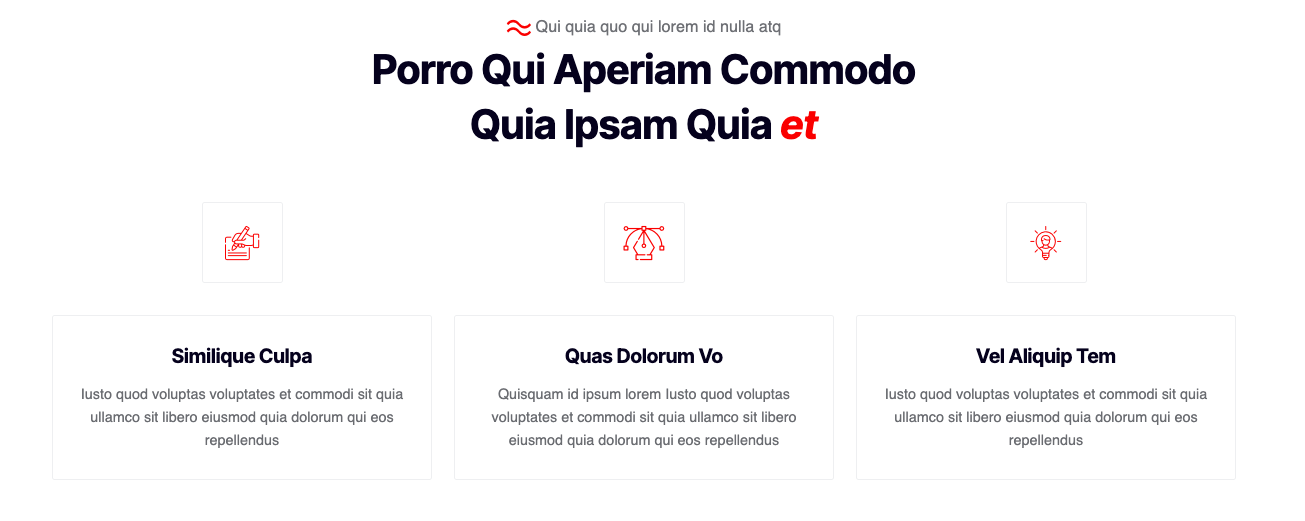 Qui quia quo qui lorem id nulla atq
Porro Qui Aperiam Commodo
Quia Ipsam Quia et
Similique Culpa
Iusto quod voluptas voluptates et commodi sit quia
ullamco sit libero eiusmod quia dolorum qui eos
repellendus
Quas Dolorum Vo
Quisquam id ipsum lorem Iusto quod voluptas
voluptates et commodi sit quia ullamco sit libero
eiusmod quia dolorum qui eos repellendus
Vel Aliquip Tem
Iusto quod voluptas voluptates et commodi sit quia
ullamco sit libero eiusmod quia dolorum qui eos
repellendus